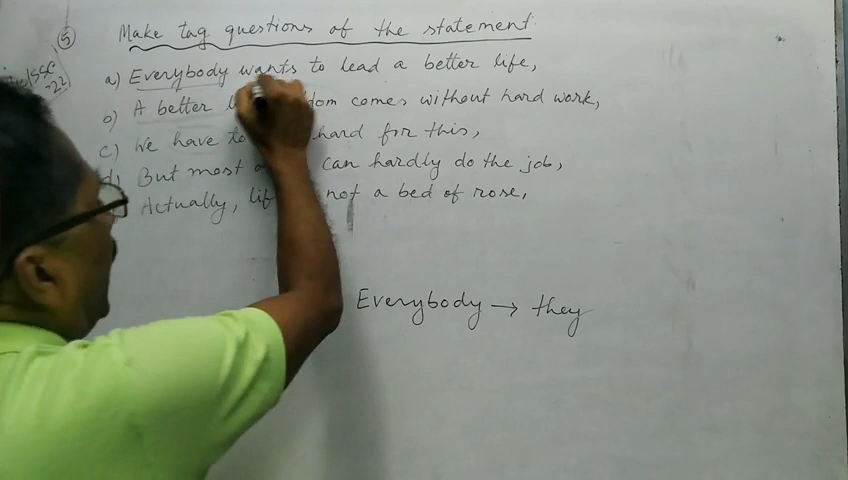 5 Make tag questions of the statement.
SSC
-22
a) Everybody wants to lead a better life,
b) A better comes without hard work,
c) We have to hard for this,
d) But most can hardly do the job,
Actually, not a bed of rose,
Everybody → they